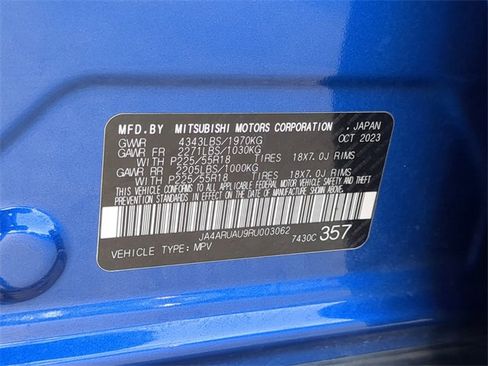 MFD.BY MITSUBISHI MOTORS CORPORATION , JAPAN
GVWR 4343LBS/1970KG OCT 2023
GAWR FR 2271LBS/1030KG
WITH P225/55R18 TIRES 18X7.0J RIMS
GAWR RR 2205LBS/1000KG
WITH P225/55R18 TIRES 18X7.0J RIMS
THIS VEHICLE CONFORMS TO ALL APPLICABLE FEDERAL MOTOR VEHICLE SAFETY AND THEFT
PREVENTION STANDARDS IN EFFECT ON THE DATE OF MANUFACTURE SHOWN ABOVE.
JA4ARUAU9RU003062 7430C 357
VEHICLE TYPE: MPV